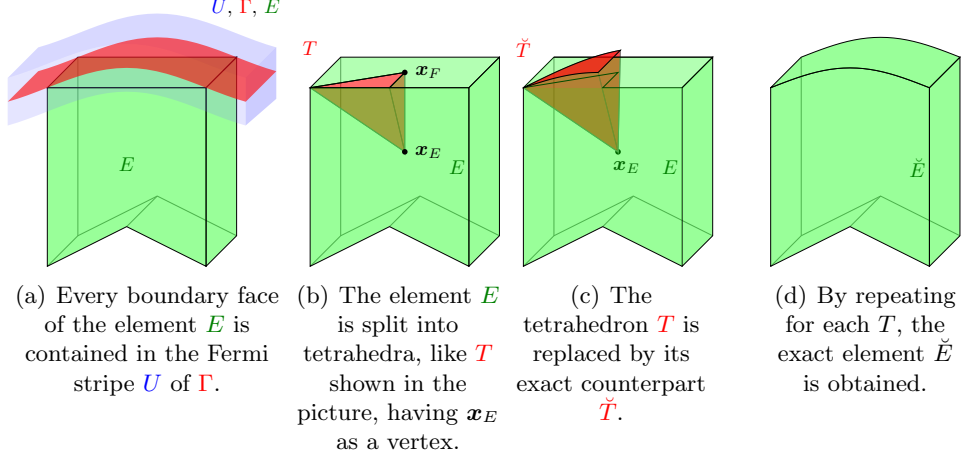 U, Γ, E
E
(a) Every boundary face
of the element E is
contained in the Fermi
stripe U of Γ.
T
x_F
x_E
E
(b) The element E
is split into
tetrahedra, like T
shown in the
picture, having x_E
as a vertex.
T̆
x_E
E
(c) The
tetrahedron T is
replaced by its
exact counterpart
T̆.
Ĕ
(d) By repeating
for each T, the
exact element Ĕ
is obtained.